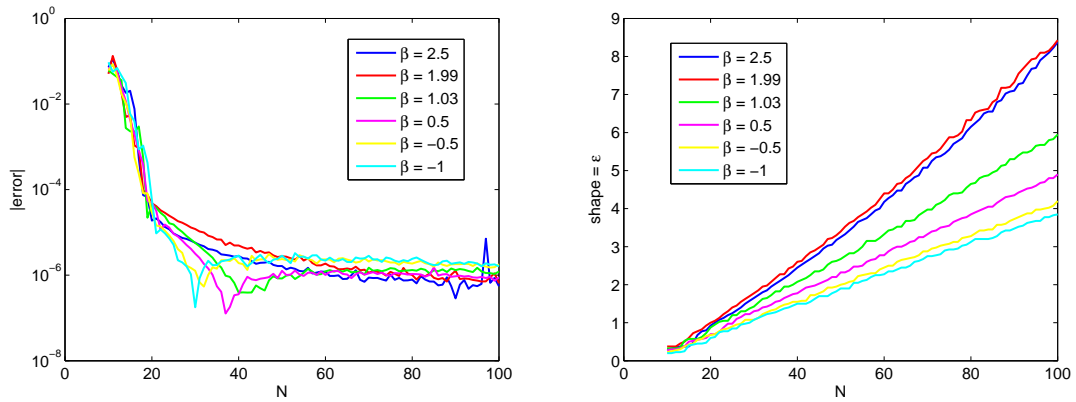 10^0
10^−2
10^−4
10^−6
10^−8
|error|
0
20
40
60
80
100
N
β = 2.5
β = 1.99
β = 1.03
β = 0.5
β = −0.5
β = −1
9
8
7
6
5
4
3
2
1
0
shape = ε
0
20
40
60
80
100
N
β = 2.5
β = 1.99
β = 1.03
β = 0.5
β = −0.5
β = −1